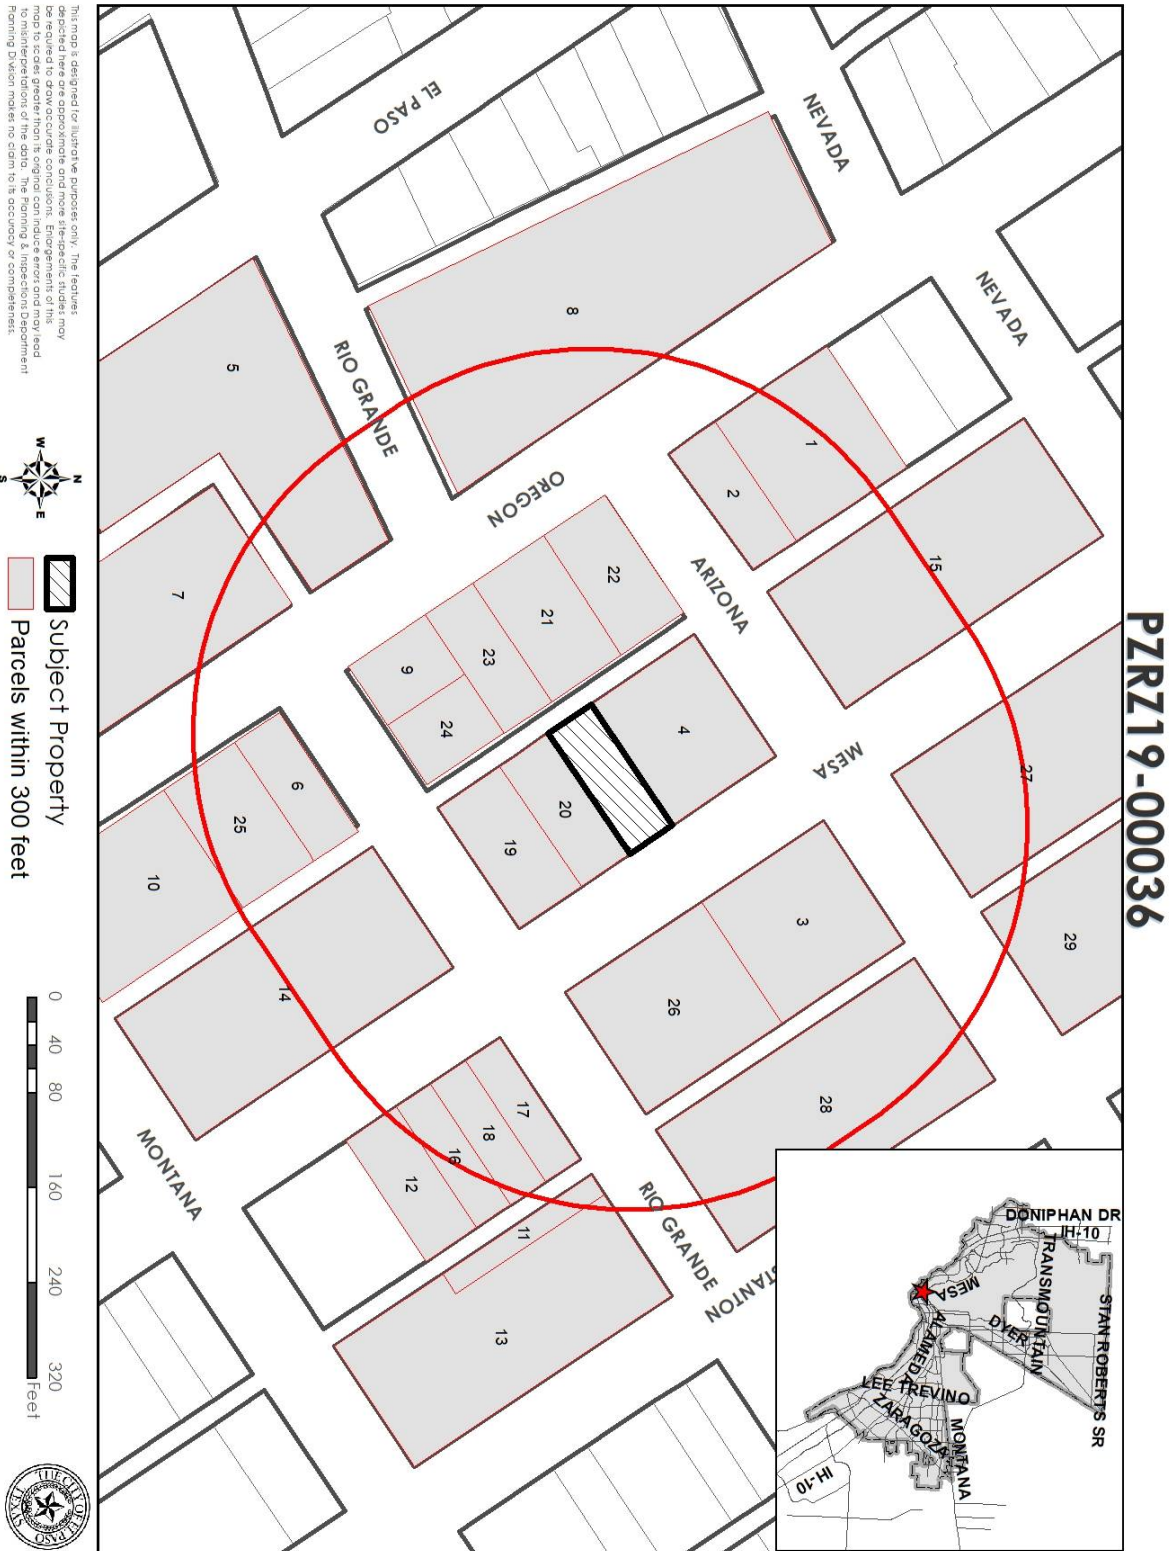 PZRZ19-00036
NEVADA
NEVADA
EL PASO
RIO GRANDE
OREGON
ARIZONA
MESA
MONTANA
RIO GRANDE
STANTON
1
2
3
4
5
6
7
8
9
10
11
12
13
14
15
16
17
18
19
20
21
22
23
24
25
26
27
28
29
DONIPHAN DR
IH-10
TRANSMOUNTAIN
STAN ROBERTS SR
MESA
DYER
ALAMEDA
LEE TREVINO
ZARAGOZA
MONTANA
IH-10
This map is designed for illustrative purposes only. The features
depicted here are approximate and more site-specific studies may
be required to draw accurate conclusions. Enlargements of this
map to scales greater than its original can induce errors and may lead
to misinterpretations of the data. The Planning & Inspections Department
Planning Division makes no claim to its accuracy or completeness.
N
W
E
S
Subject Property
Parcels within 300 feet
0 40 80 160 240 320
Feet
THE CITY OF EL PASO
TEXAS